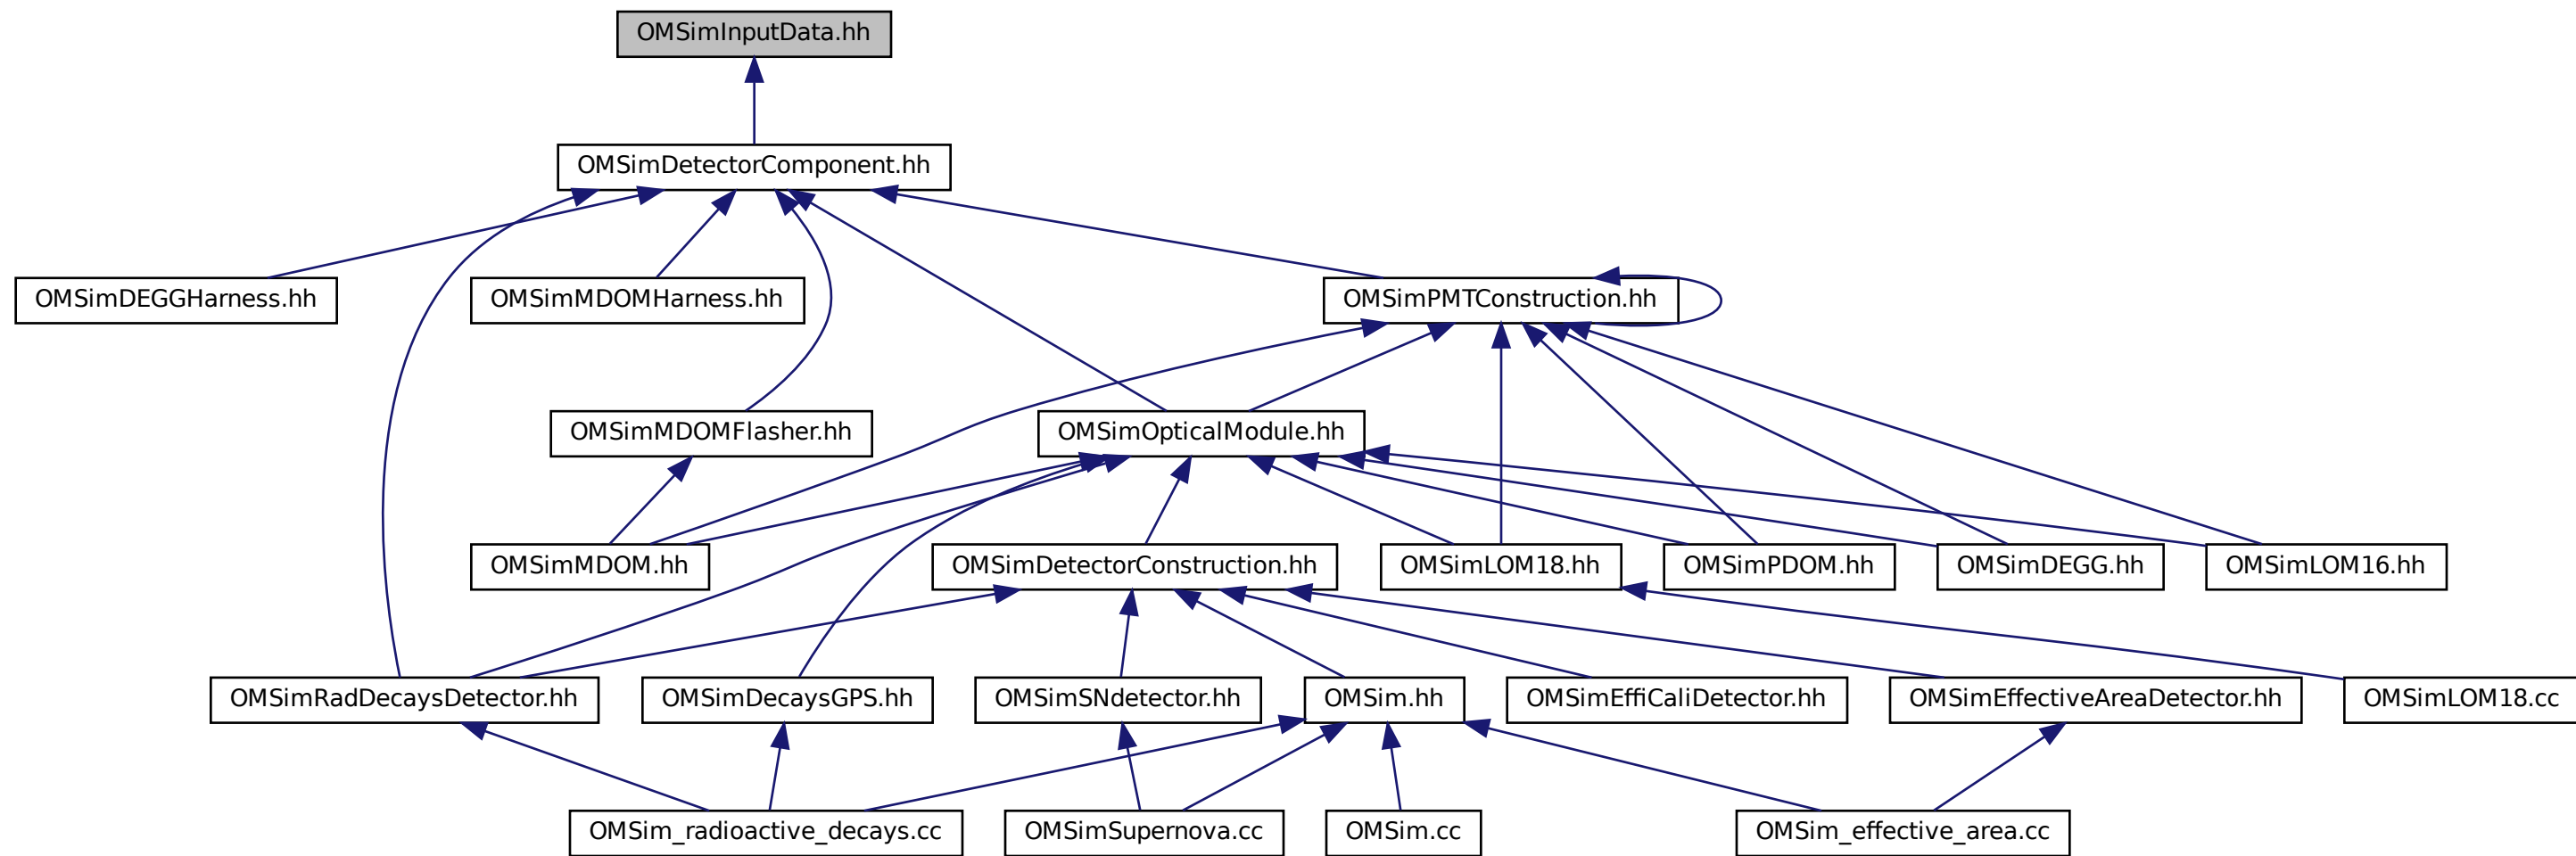 OMSimInputData.hh
OMSimDetectorComponent.hh
OMSimDEGGHarness.hh
OMSimMDOMHarness.hh
OMSimPMTConstruction.hh
OMSimMDOMFlasher.hh
OMSimOpticalModule.hh
OMSimMDOM.hh
OMSimDetectorConstruction.hh
OMSimLOM18.hh
OMSimPDOM.hh
OMSimDEGG.hh
OMSimLOM16.hh
OMSimRadDecaysDetector.hh
OMSimDecaysGPS.hh
OMSimSNdetector.hh
OMSim.hh
OMSimEffiCaliDetector.hh
OMSimEffectiveAreaDetector.hh
OMSimLOM18.cc
OMSim_radioactive_decays.cc
OMSimSupernova.cc
OMSim.cc
OMSim_effective_area.cc